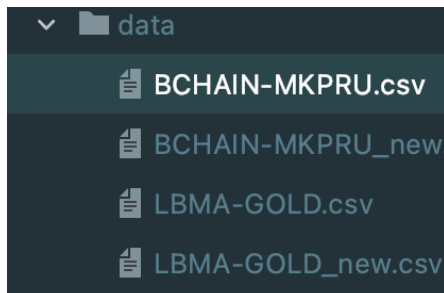 data
BCHAIN-MKPRU.csv
BCHAIN-MKPRU_new
LBMA-GOLD.csv
LBMA-GOLD_new.csv